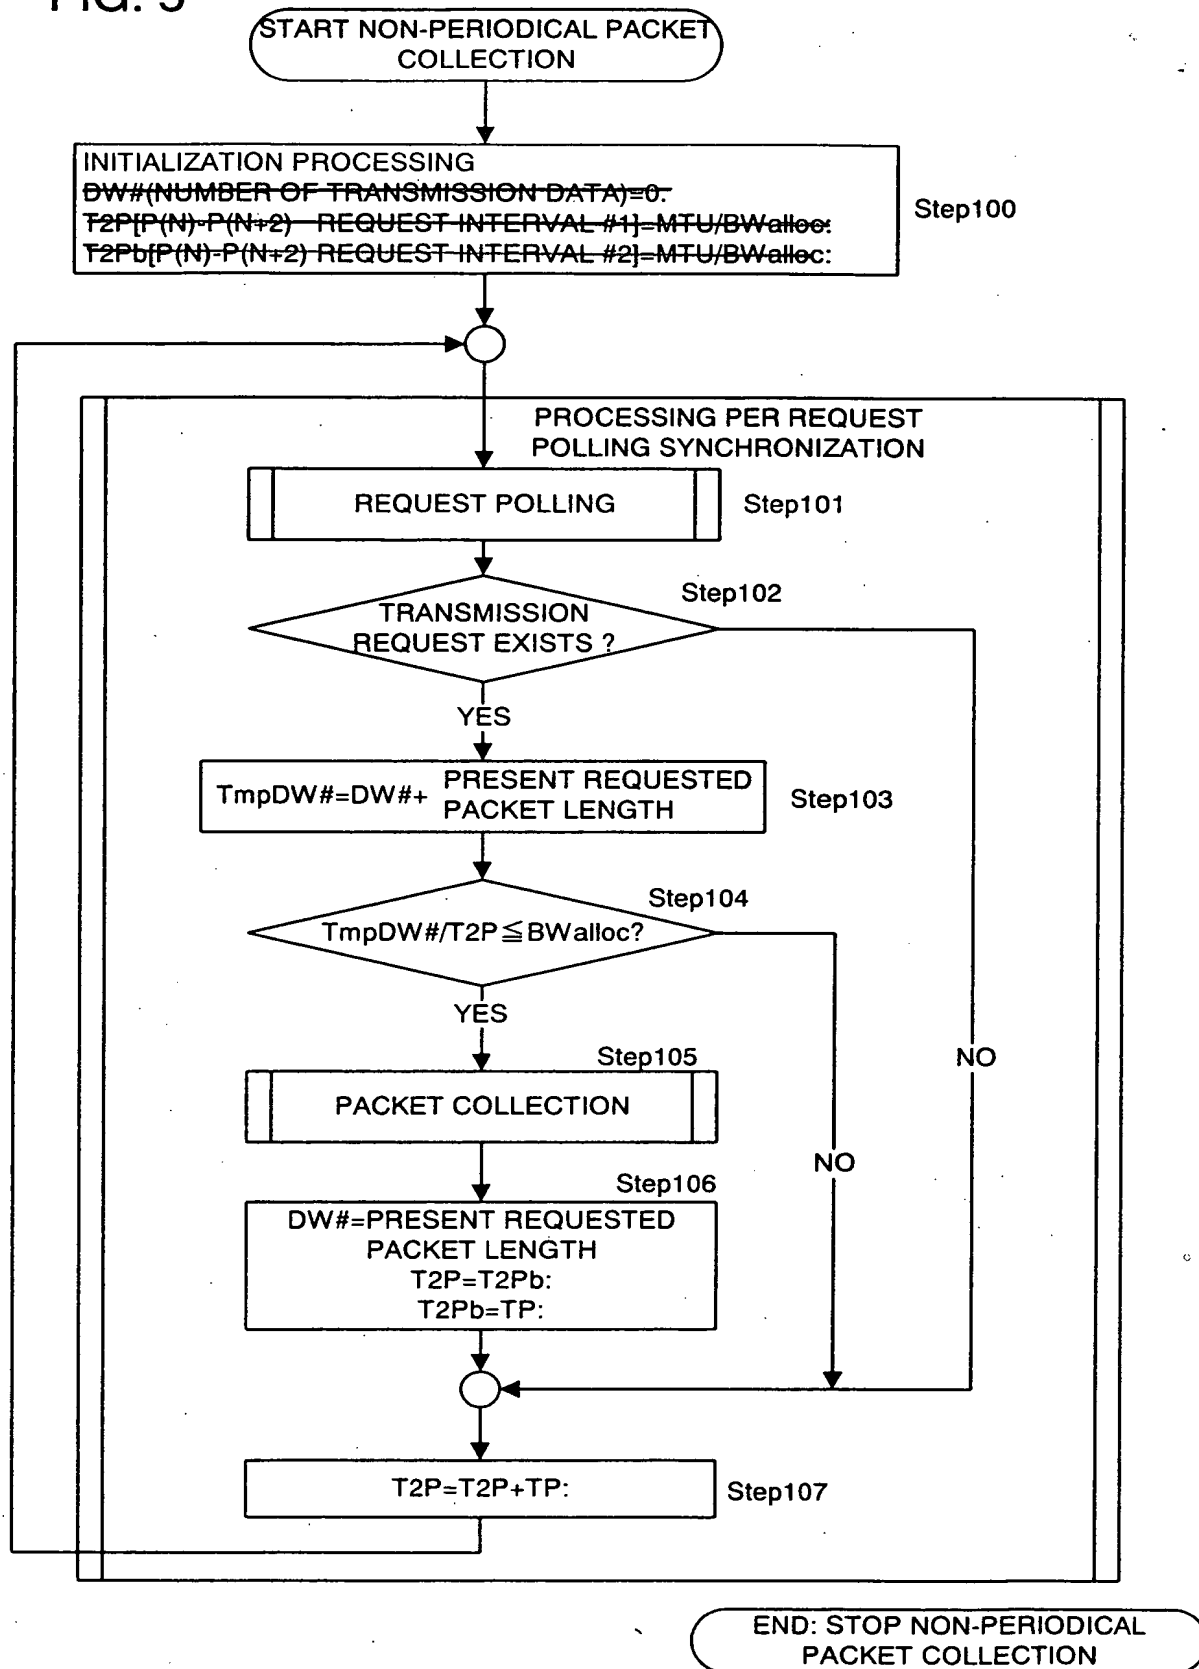 FIG. 5
START NON-PERIODICAL PACKET
COLLECTION
INITIALIZATION PROCESSING
DW#(NUMBER OF TRANSMISSION DATA)=0:
T2P[P(N)-P(N+2) REQUEST INTERVAL #1]=MTU/BWalloc:
T2Pb[P(N)-P(N+2) REQUEST INTERVAL #2]=MTU/BWalloc:
Step100
PROCESSING PER REQUEST
POLLING SYNCHRONIZATION
REQUEST POLLING
Step101
Step102
TRANSMISSION
REQUEST EXISTS ?
YES
TmpDW#=DW#+ PRESENT REQUESTED
PACKET LENGTH
Step103
Step104
TmpDW#/T2P≦BWalloc?
YES
Step105
NO
PACKET COLLECTION
NO
Step106
DW#=PRESENT REQUESTED
PACKET LENGTH
T2P=T2Pb:
T2Pb=TP:
T2P=T2P+TP:
Step107
END: STOP NON-PERIODICAL
PACKET COLLECTION